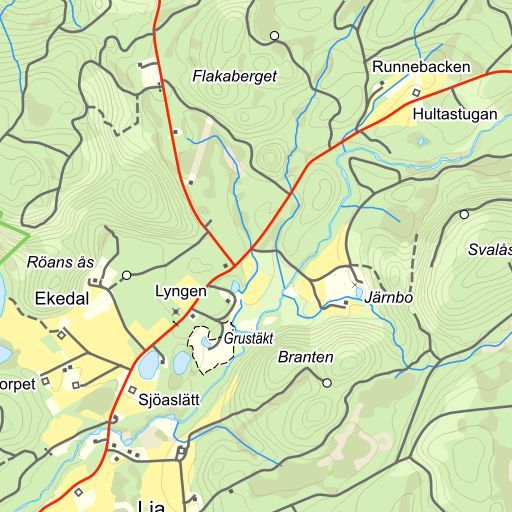 Runnebacken
Flakaberget
Hultastugan
Svalås
Röans ås
Ekedal
Lyngen
Järnbo
Grustäkt
Branten
orpet
Sjöaslätt
Lia